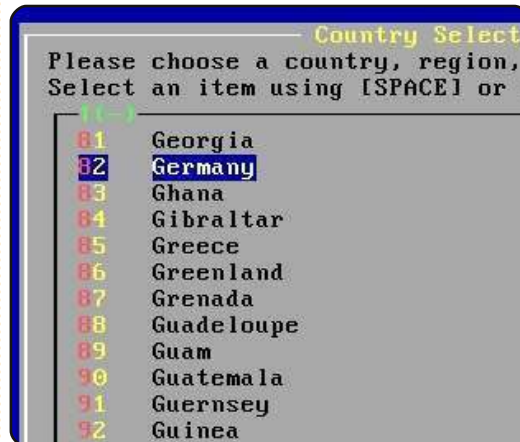 Country Select
Please choose a country, region,
Select an item using [SPACE] or
↑(-)
81 Georgia
82 Germany
83 Ghana
84 Gibraltar
85 Greece
86 Greenland
87 Grenada
88 Guadeloupe
89 Guam
90 Guatemala
91 Guernsey
92 Guinea